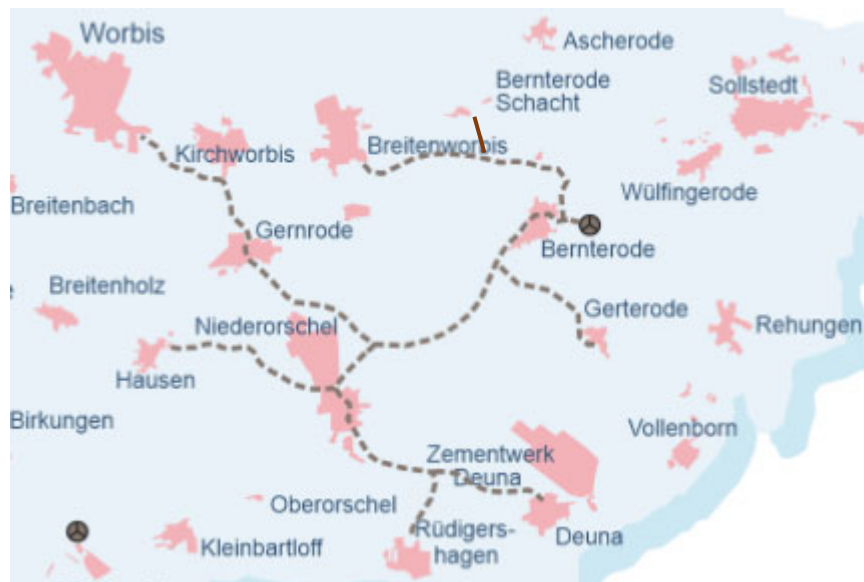 Worbis
Ascherode
Bernterode
Schacht
Sollstedt
Kirchworbis
Breitenworbis
Wülfingerode
Breitenbach
Gernrode
Bernterode
Breitenholz
Niederorschel
Gerterode
Rehungen
Hausen
Birkungen
Vollenborn
Zementwerk
Deuna
Oberorschel
Rüdigers-
hagen
Kleinbartloff
Deuna